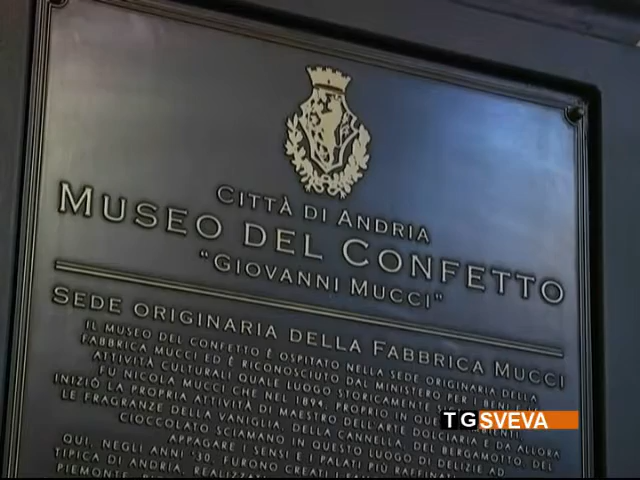 CITTÀ DI ANDRIA
MUSEO DEL CONFETTO
"GIOVANNI MUCCI"
SEDE ORIGINARIA DELLA FABBRICA MUCCI
IL MUSEO DEL CONFETTO È OSPITATO NELLA SEDE ORIGINARIA DELLA
FABBRICA MUCCI ED È RICONOSCIUTO DAL MINISTERO PER I BENI E
ATTIVITÀ CULTURALI QUALE LUOGO STORICAMENTE
FU NICOLA MUCCI CHE NEL 1894, PROPRIO IN
INIZIÒ LA PROPRIA ATTIVITÀ DI MAESTRO DELL'ARTE DOLCIARIA E DA ALLORA
LE FRAGRANZE DELLA VANIGLIA, DELLA CANNELLA, DEL BERGAMOTTO, DEL
CIOCCOLATO SCIAMANO IN QUESTO LUOGO DI DELIZIE AD
APPAGARE I SENSI E I PALATI PIÙ
QUI, NEGLI ANNI '30, FURONO CREATI I
TIPICA DI ANDRIA, REALIZZATI
PIEMONTE,
TGSVEVA